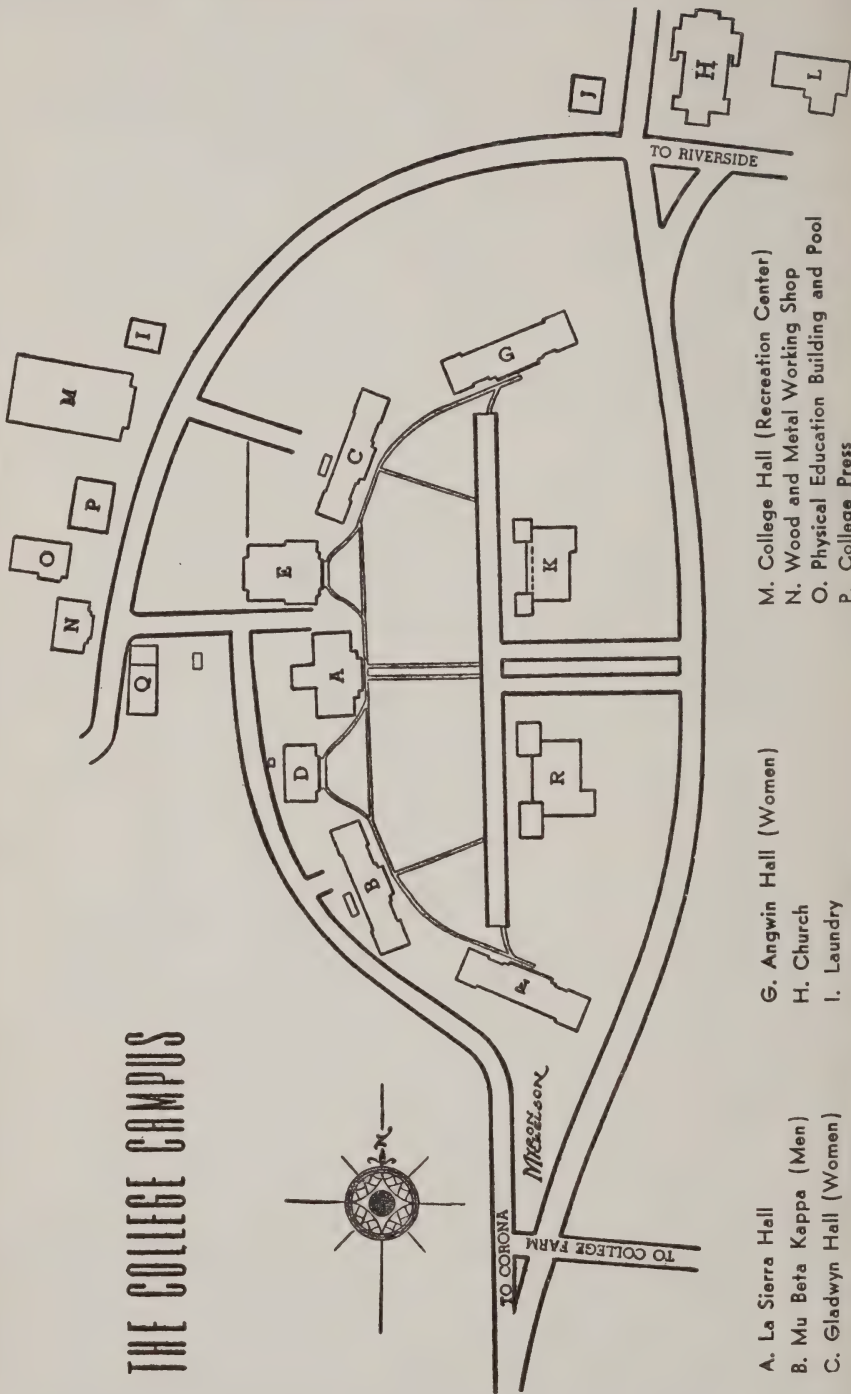 THE COLLEGE CAMPUS
M
I
J
O
P
N
Q
E
C
G
H
L
A
D
B
F
K
R
N
TO RIVERSIDE
TO CORONA
TO COLLEGE FARM
A. La Sierra Hall
B. Mu Beta Kappa (Men)
C. Gladwyn Hall (Women)
G. Angwin Hall (Women)
H. Church
I. Laundry
M. College Hall (Recreation Center)
N. Wood and Metal Working Shop
O. Physical Education Building and Pool
P. College Press